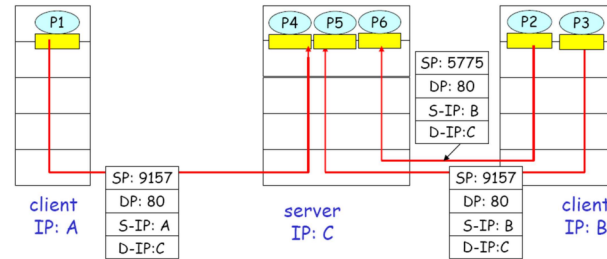 P1
P4
P5
P6
P2
P3
SP: 5775
DP: 80
S-IP: B
D-IP:C
SP: 9157
DP: 80
S-IP: A
D-IP:C
SP: 9157
DP: 80
S-IP: B
D-IP:C
client
IP: A
server
IP: C
client
IP: B